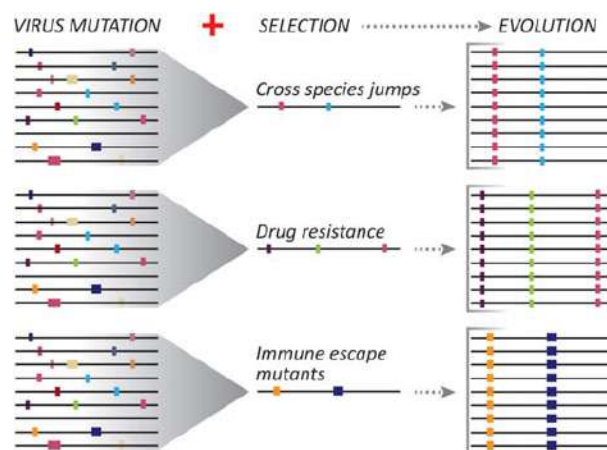 VIRUS MUTATION + SELECTION EVOLUTION
Cross species jumps
Drug resistance
Immune escape
mutants